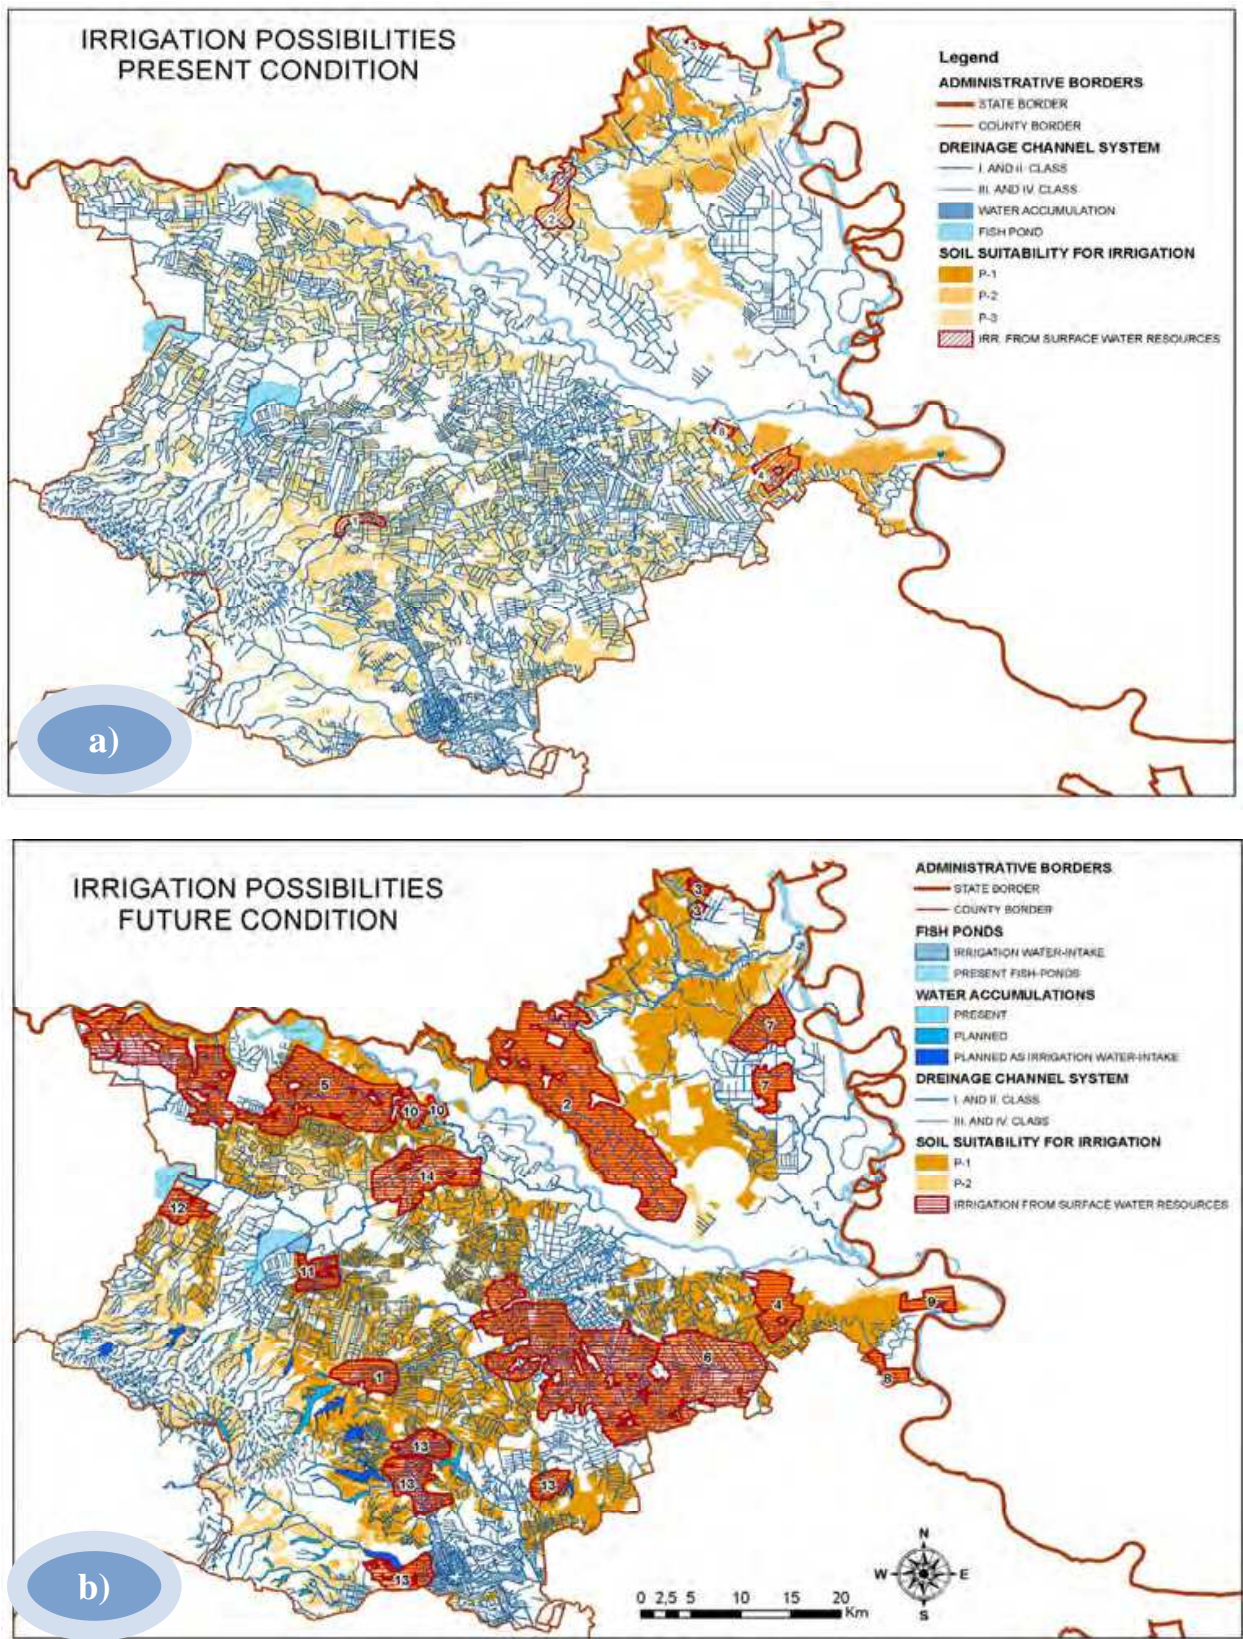 IRRIGATION POSSIBILITIES
PRESENT CONDITION
Legend
ADMINISTRATIVE BORDERS
STATE BORDER
COUNTY BORDER
DREINAGE CHANNEL SYSTEM
I. AND II. CLASS
III. AND IV. CLASS
WATER ACCUMULATION
FISH POND
SOIL SUITABILITY FOR IRRIGATION
P-1
P-2
P-3
IRR. FROM SURFACE WATER RESOURCES
3
2
5
4
1
a)
IRRIGATION POSSIBILITIES
FUTURE CONDITION
ADMINISTRATIVE BORDERS
STATE BORDER
COUNTY BORDER
FISH PONDS
IRRIGATION WATER-INTAKE
PRESENT FISH-PONDS
WATER ACCUMULATIONS
PRESENT
PLANNED
PLANNED AS IRRIGATION WATER-INTAKE
DREINAGE CHANNEL SYSTEM
I. AND II. CLASS
III. AND IV. CLASS
SOIL SUITABILITY FOR IRRIGATION
P-1
P-2
IRRIGATION FROM SURFACE WATER RESOURCES
3
3
7
7
5
10
10
2
14
12
11
4
9
6
8
1
13
13
13
13
N
W
E
S
0 2,5 5 10 15 20
Km
b)